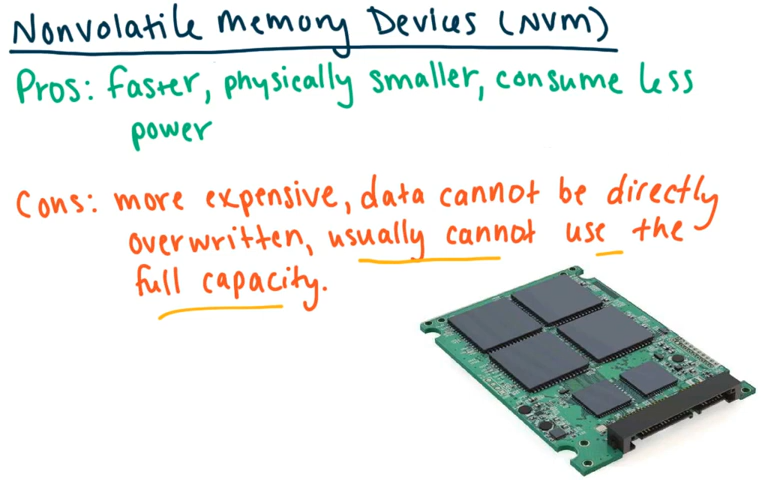 Nonvolatile Memory Devices (NVM)
Pros: faster, physically smaller, consume less
power
Cons: more expensive, data cannot be directly
overwritten, usually cannot use the
full capacity.